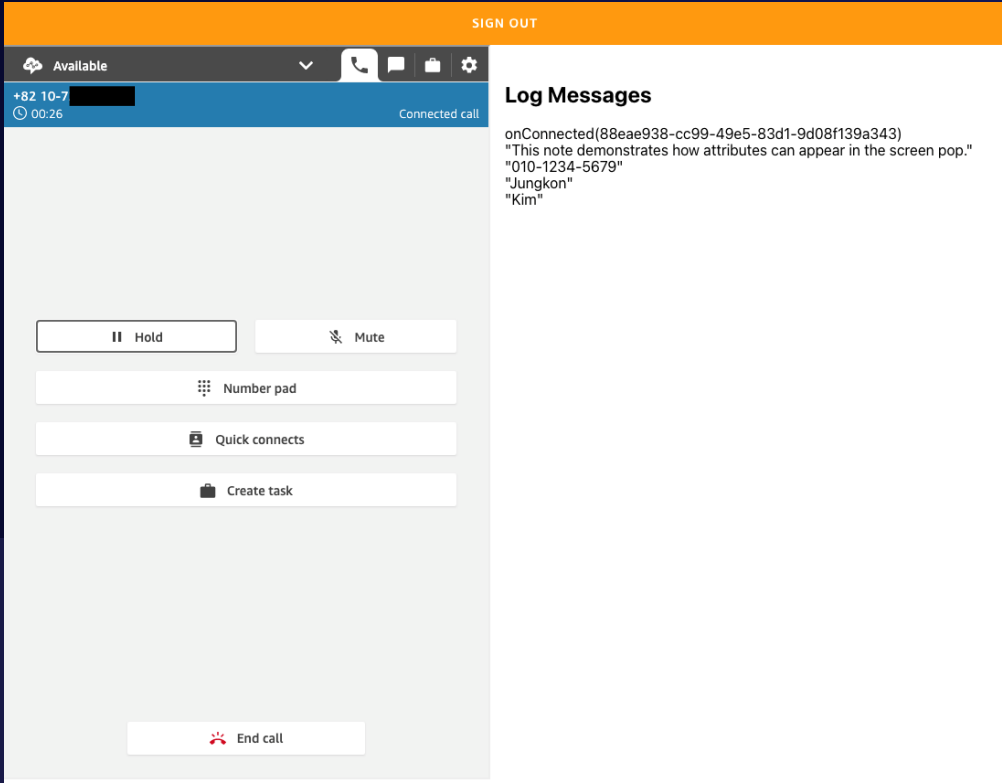 SIGN OUT
Available
+82 10-7
00:26
Connected call
Hold
Mute
Number pad
Quick connects
Create task
End call
Log Messages
onConnected(88eae938-cc99-49e5-83d1-9d08f139a343)
"This note demonstrates how attributes can appear in the screen pop."
"010-1234-5679"
"Jungkon"
"Kim"